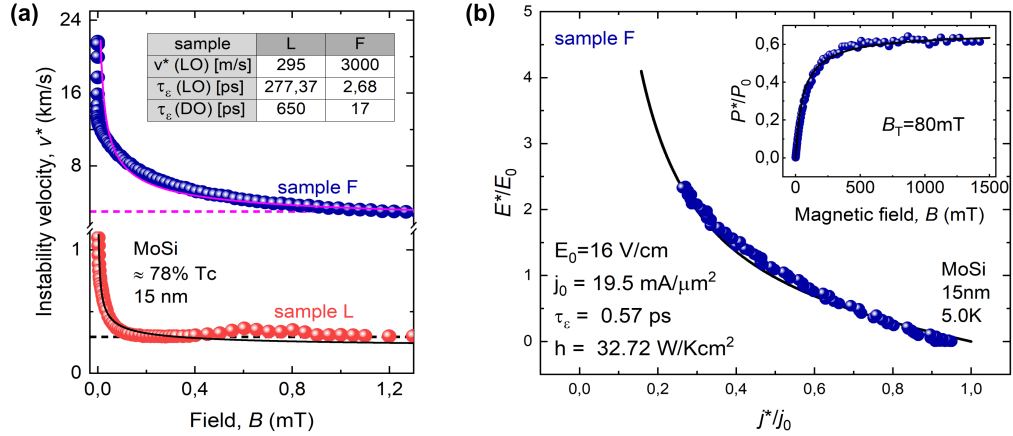 (a)
24
16
8
1
0
Instability velocity, v* (km/s)
sample L F
v* (LO) [m/s] 295 3000
τε (LO) [ps] 277,37 2,68
τε (DO) [ps] 650 17
sample F
MoSi
≈ 78% Tc
15 nm
sample L
0,0 0,4 0,8 1,2
Field, B (mT)
(b)
5
4
3
2
1
0
E*/E0
sample F
0,6
0,4
0,2
0,0
P*/P0
BT=80mT
0 500 1000 1500
Magnetic field, B (mT)
E0=16 V/cm
j0 = 19.5 mA/μm²
τε = 0.57 ps
h = 32.72 W/Kcm²
MoSi
15nm
5.0K
0,0 0,2 0,4 0,6 0,8 1,0
j*/j0